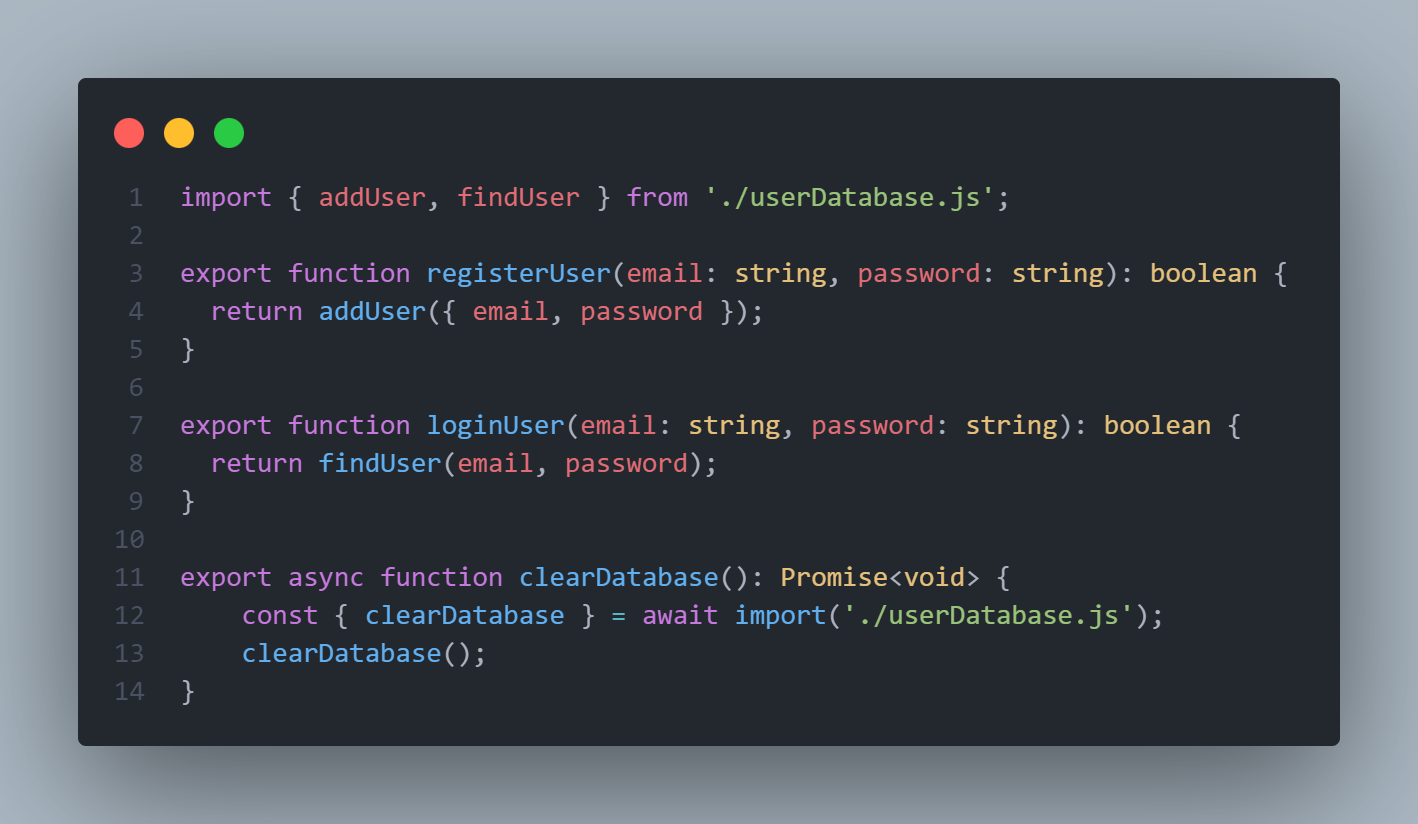 1 import { addUser, findUser } from './userDatabase.js';
2
3 export function registerUser(email: string, password: string): boolean {
4   return addUser({ email, password });
5 }
6
7 export function loginUser(email: string, password: string): boolean {
8   return findUser(email, password);
9 }
10
11 export async function clearDatabase(): Promise<void> {
12     const { clearDatabase } = await import('./userDatabase.js');
13     clearDatabase();
14 }